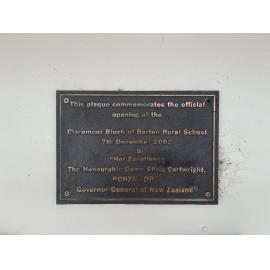 This plaque commemorates the official
opening of the
Claremont Block of Barton Rural School
7th December 2002
By
"Her Excellency
The Honourable Dame Silvia Cartwright,
PCNZM, DBE
Governor General of New Zealand"